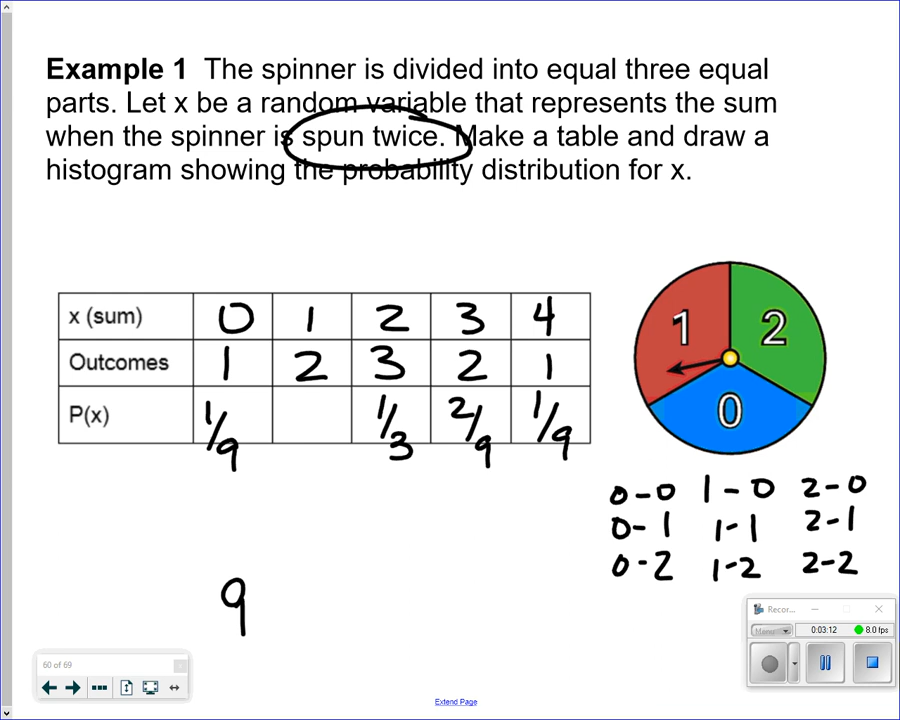 Example 1 The spinner is divided into equal three equal
parts. Let x be a random variable that represents the sum
when the spinner is spun twice. Make a table and draw a
histogram showing the probability distribution for x.
x (sum) 0 1 2 3 4
Outcomes 1 2 3 2 1
P(x) 1/9 1/3 2/9 1/9
1 2
0
0-0 1-0 2-0
0-1 1-1 2-1
0-2 1-2 2-2
9
Recor...
Menu 0:03:12 8.0 fps
60 of 69
Extend Page